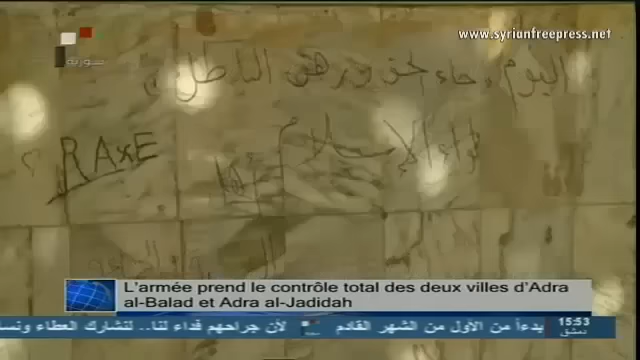 www.syrianfreepress.net
سورية
اليوم جاء الحق وزهق الباطل
RAXE
لواء الإسلام
L'armée prend le contrôle total des deux villes d'Adra
al-Balad et Adra al-Jadidah
15:53
دمشق
بدءاً من الأول من الشهر القادم
لأن جراحهم فداء لنا.. لنشارك العطاء ونسا